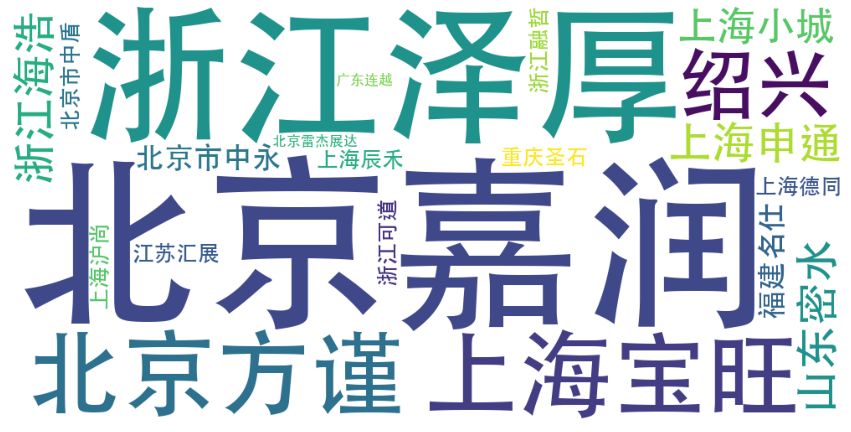 浙江泽厚
上海小城
浙江海浩
北京市中盾
浙江融哲
绍兴
广东连越
上海申通
北京雷杰展达
北京市中永
上海辰禾
重庆圣石
北京嘉润
上海德同
浙江可道
福建名仕
上海沪尚
江苏汇展
山东密水
北京方谨
上海宝旺